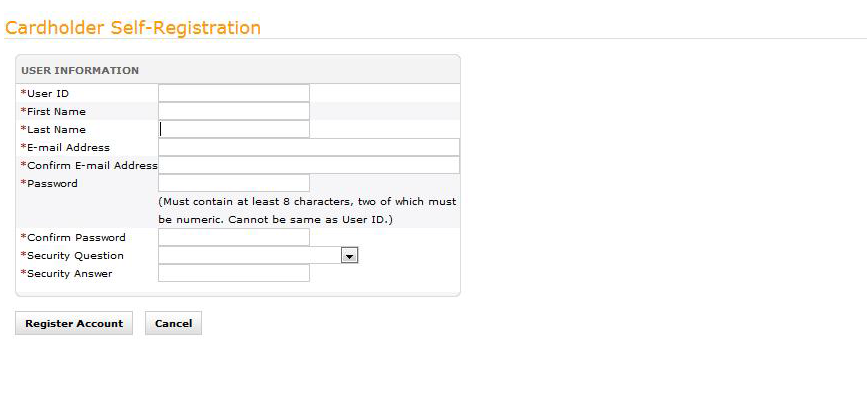 Cardholder Self-Registration
USER INFORMATION
*User ID
*First Name
*Last Name
*E-mail Address
*Confirm E-mail Address
*Password
(Must contain at least 8 characters, two of which must
be numeric. Cannot be same as User ID.)
*Confirm Password
*Security Question
*Security Answer
Register Account Cancel